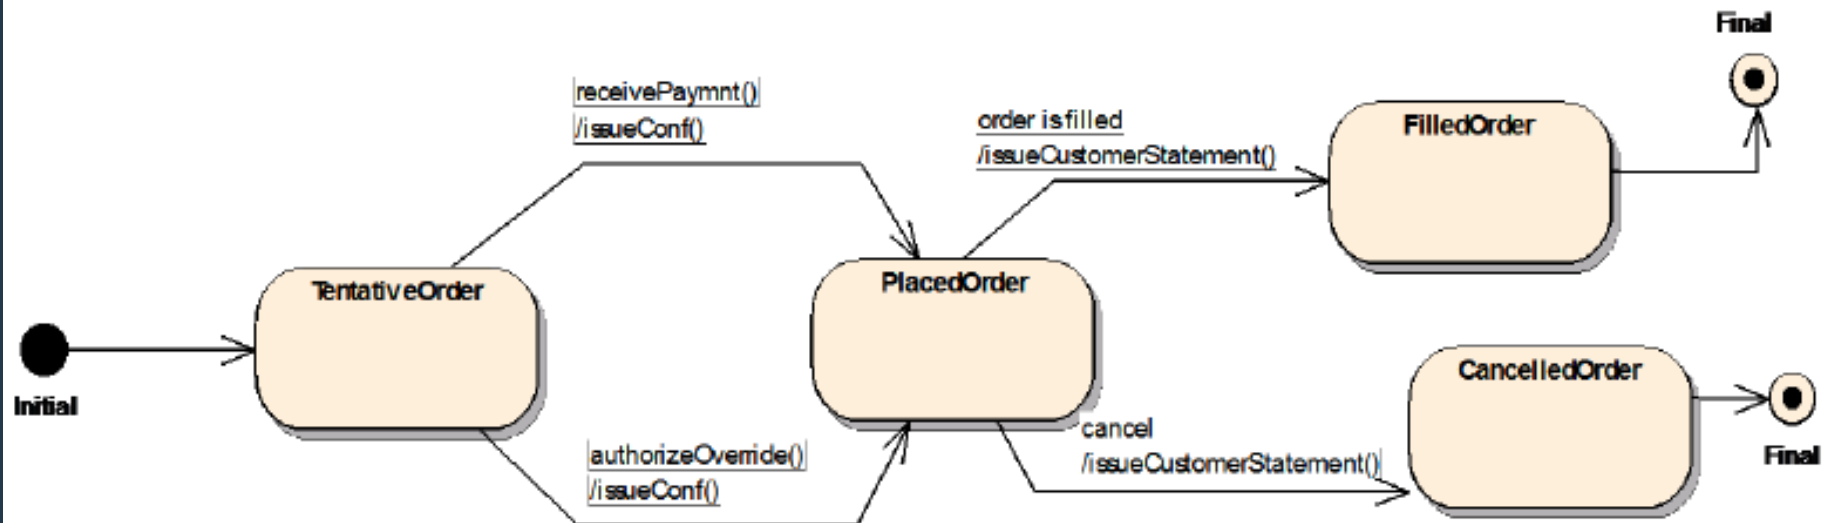 Final
receivePaymnt()
/issueConf()
order is filled
/issueCustomerStatement()
FilledOrder
TentativeOrder
PlacedOrder
Initial
CancelledOrder
authorizeOverride()
/issueConf()
cancel
/issueCustomerStatement()
Final